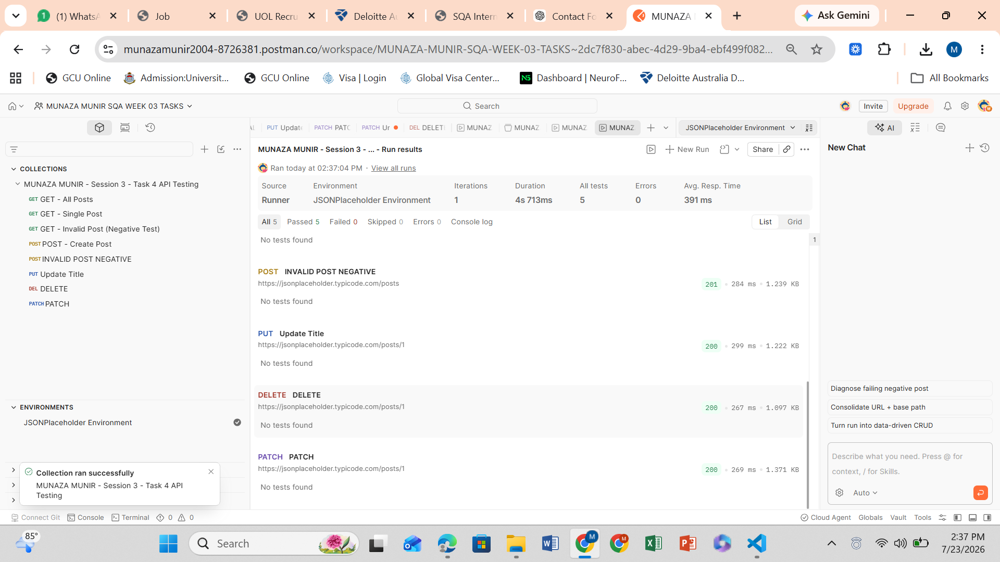 (1) WhatsA
Job
UOL Recru
Deloitte Au
SQA Intern
Contact Fo
MUNAZA
Ask Gemini
munazamunir2004-8726381.postman.co/workspace/MUNAZA-MUNIR-SQA-WEEK-03-TASKS~2dc7f830-abec-4d29-9ba4-ebf499f082...
M
GCU Online
Admission:Universit...
GCU Online
Visa | Login
Global Visa Center...
Dashboard | NeuroF...
Deloitte Australia D...
All Bookmarks
MUNAZA MUNIR SQA WEEK 03 TASKS
Search
Invite
Upgrade
PUT Update
PATCH PATC
PATCH Ur
DEL DELETI
MUNAZ
MUNAZ
MUNAZ
MUNAZ
JSONPlaceholder Environment
AI
COLLECTIONS
MUNAZA MUNIR - Session 3 - Task 4 API Testing
GET GET - All Posts
GET GET - Single Post
GET GET - Invalid Post (Negative Test)
POST POST - Create Post
POST INVALID POST NEGATIVE
PUT Update Title
DEL DELETE
PATCH PATCH
ENVIRONMENTS
JSONPlaceholder Environment
Collection ran successfully
MUNAZA MUNIR - Session 3 - Task 4 API
Testing
MUNAZA MUNIR - Session 3 - ... - Run results
New Run
Share
Ran today at 02:37:04 PM · View all runs
Source Environment Iterations Duration All tests Errors Avg. Resp. Time
Runner JSONPlaceholder Environment 1 4s 713ms 5 0 391 ms
All 5 Passed 5 Failed 0 Skipped 0 Errors 0 Console log
List Grid
No tests found
1
POST INVALID POST NEGATIVE
https://jsonplaceholder.typicode.com/posts
201 • 284 ms • 1.239 KB
No tests found
PUT Update Title
https://jsonplaceholder.typicode.com/posts/1
200 • 299 ms • 1.222 KB
No tests found
DELETE DELETE
https://jsonplaceholder.typicode.com/posts/1
200 • 267 ms • 1.097 KB
No tests found
PATCH PATCH
https://jsonplaceholder.typicode.com/posts/1
200 • 269 ms • 1.371 KB
No tests found
New Chat
Diagnose failing negative post
Consolidate URL + base path
Turn run into data-driven CRUD
Describe what you need. Press @ for
context, / for Skills.
Auto
Connect Git
Console
Terminal
0
0
Cloud Agent
Globals
Vault
Tools
85°
Search
2:37 PM
7/23/2026